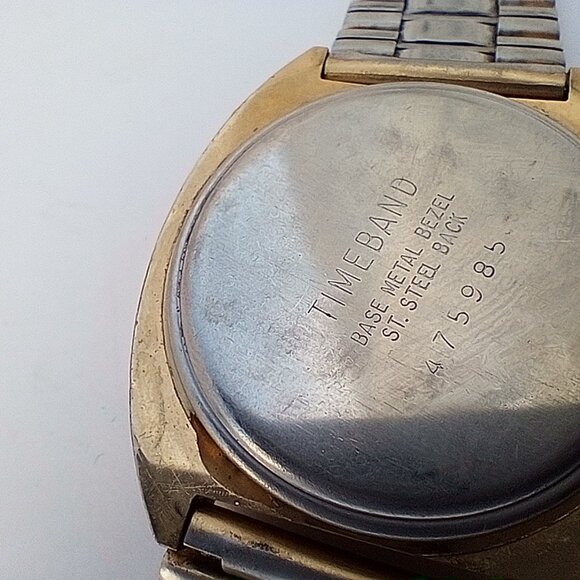 TIMEBAND
BASE METAL BEZEL
ST. STEEL BACK
475985